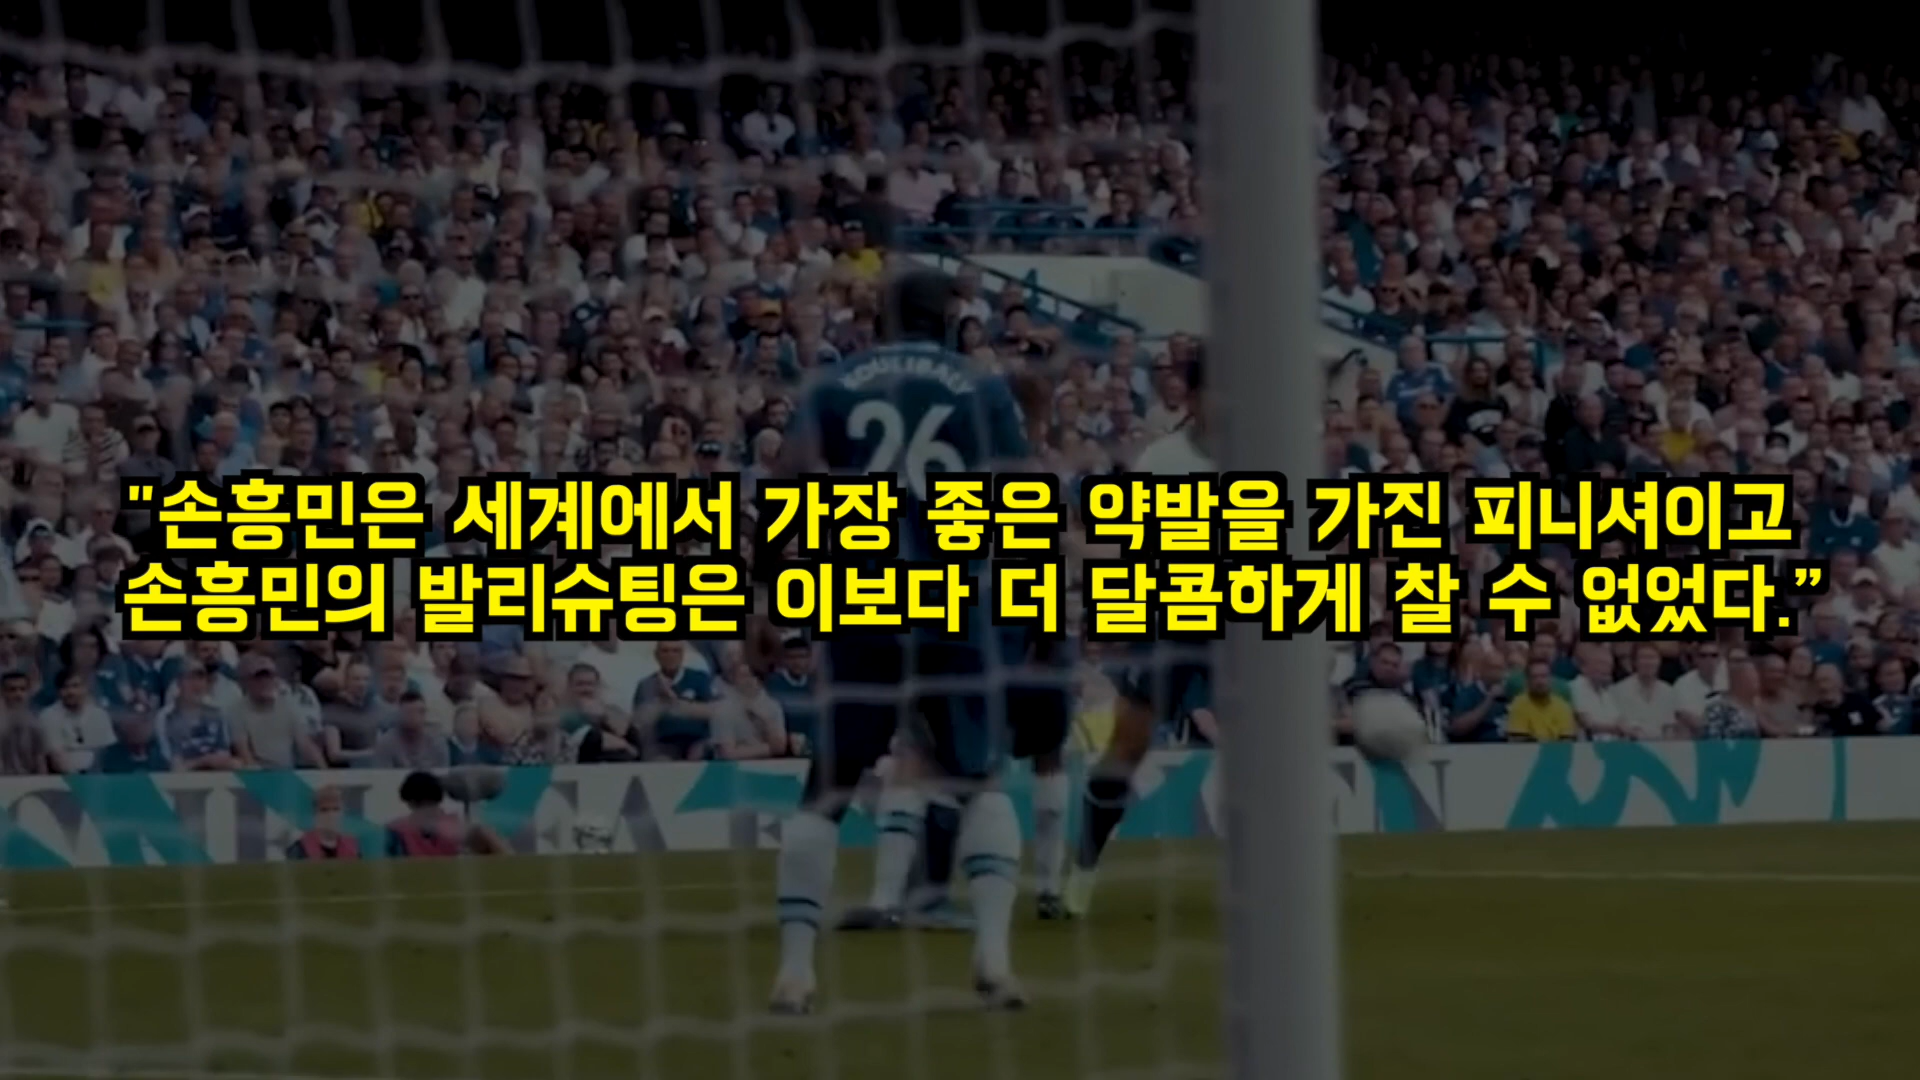 KOULIBALY
26
"손흥민은 세계에서 가장 좋은 약발을 가진 피니셔이고
손흥민의 발리슈팅은 이보다 더 달콤하게 찰 수 없었다.”